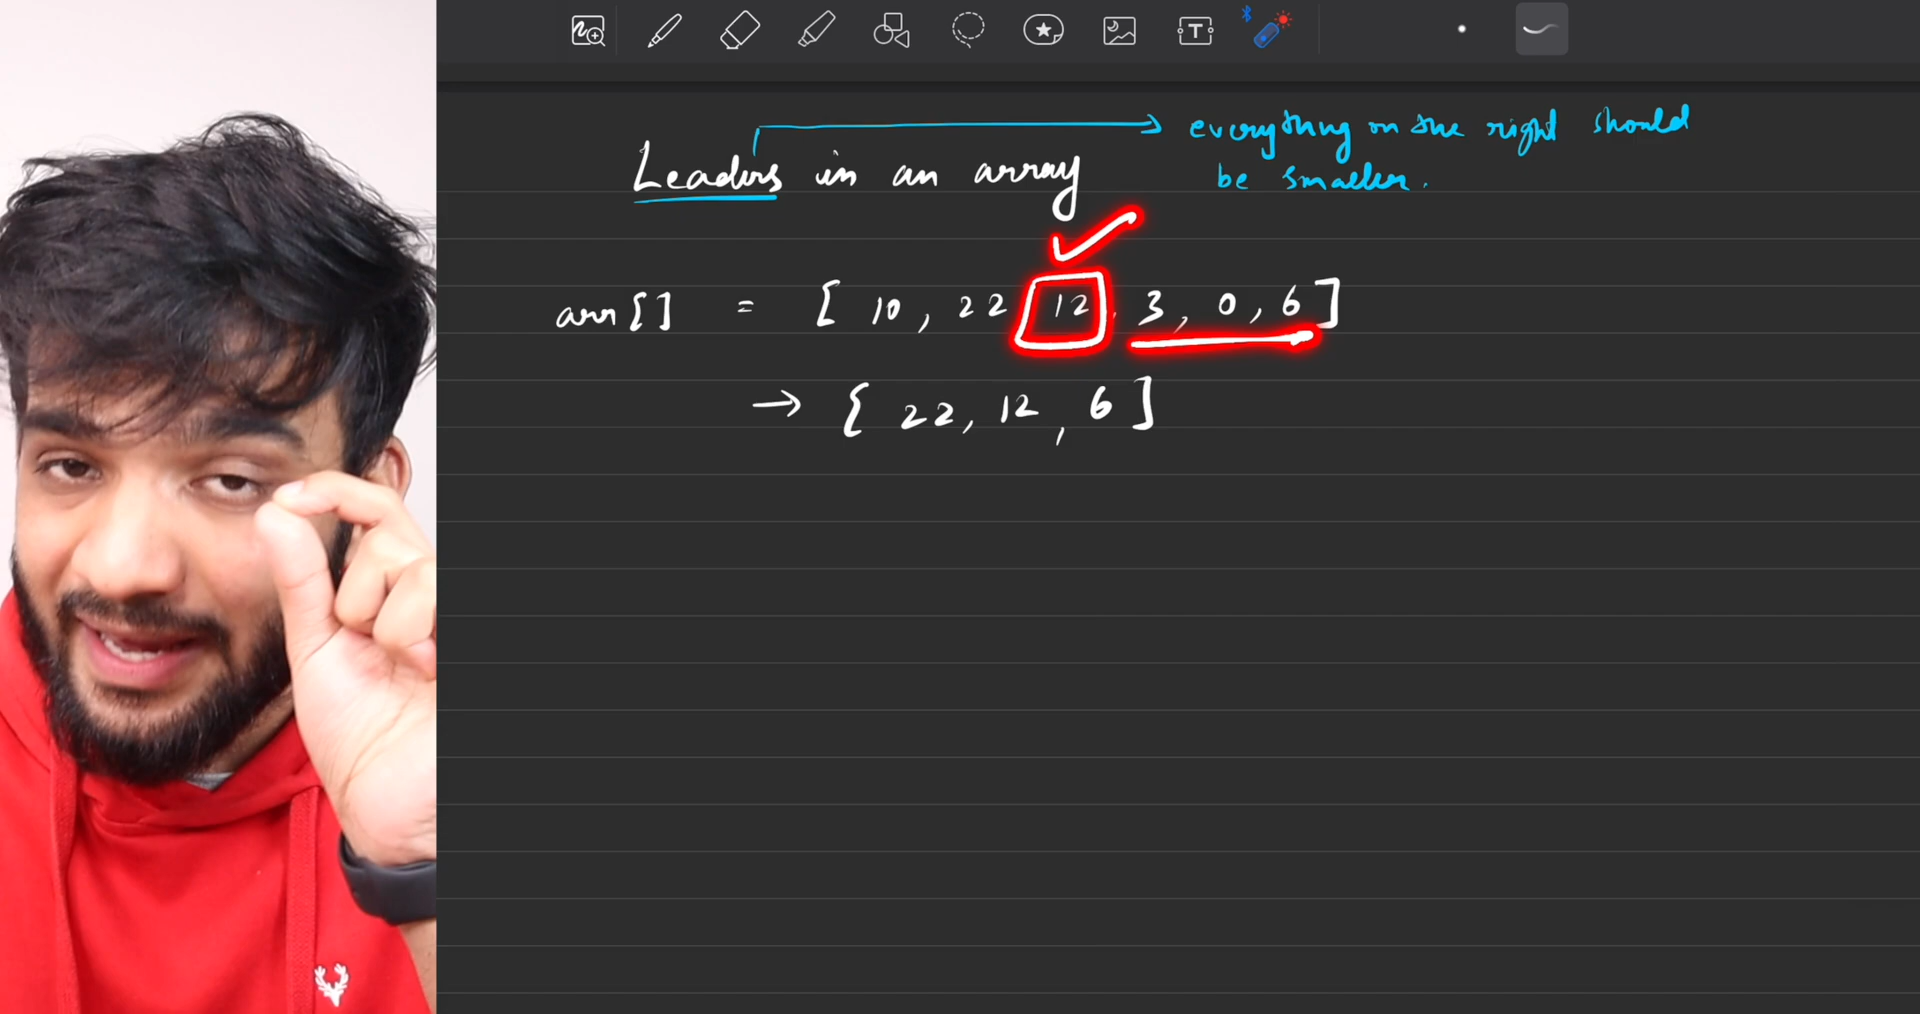 everything on the right should
be smaller.
Leaders in an array
arr[] = [ 10, 22 12, 3, 0, 6 ]
→ [ 22, 12, 6 ]